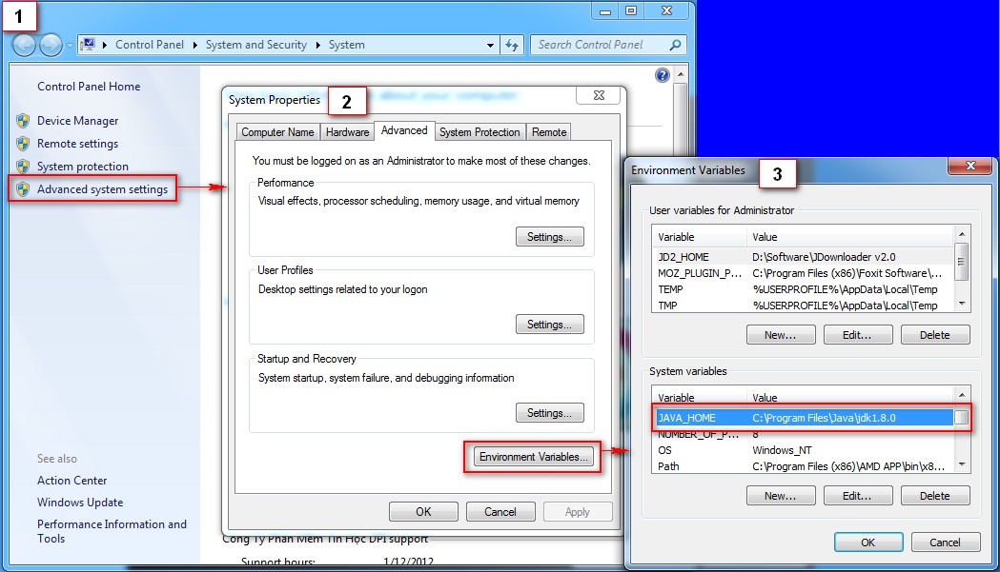 1
Control Panel System and Security System
Search Control Panel
Control Panel Home
Device Manager
Remote settings
System protection
Advanced system settings
See also
Action Center
Windows Update
Performance Information and
Tools
about your computer
System Properties
2
Computer Name Hardware Advanced System Protection Remote
You must be logged on as an Administrator to make most of these changes.
Performance
Visual effects, processor scheduling, memory usage, and virtual memory
Settings...
User Profiles
Desktop settings related to your logon
Settings...
Startup and Recovery
System startup, system failure, and debugging information
Settings...
Environment Variables...
OK Cancel Apply
Công Ty Phần Mềm Tin Học DPI support
Support hours: 1/12/2012
Environment Variables
3
User variables for Administrator
Variable Value
JD2_HOME D:\Software\JDownloader v2.0
MOZ_PLUGIN_P... C:\Program Files (x86)\Foxit Software\...
TEMP %USERPROFILE%\AppData\Local\Temp
TMP %USERPROFILE%\AppData\Local\Temp
New... Edit... Delete
System variables
Variable Value
JAVA_HOME C:\Program Files\Java\jdk1.8.0
NUMBER_OF_P... 8
OS Windows_NT
Path C:\Program Files (x86)\AMD APP\bin\x8...
New... Edit... Delete
OK Cancel